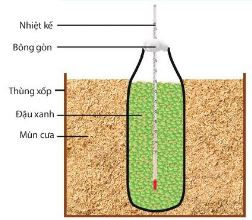 Nhiệt kế
Bông gòn
Thùng xốp
Đậu xanh
Mùn cưa